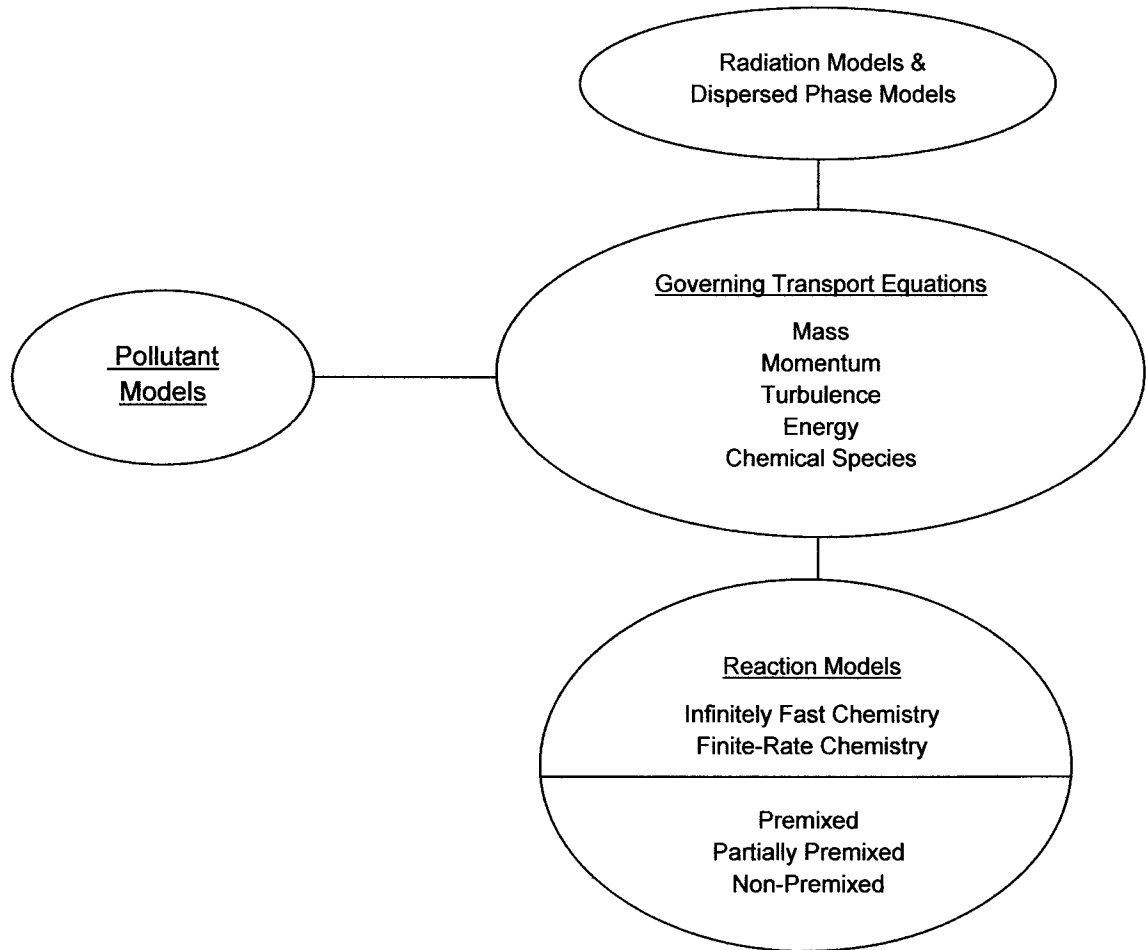 Radiation Models &
Dispersed Phase Models
Governing Transport Equations
Mass
Momentum
Turbulence
Energy
Chemical Species
Pollutant
Models
Reaction Models
Infinitely Fast Chemistry
Finite-Rate Chemistry
Premixed
Partially Premixed
Non-Premixed